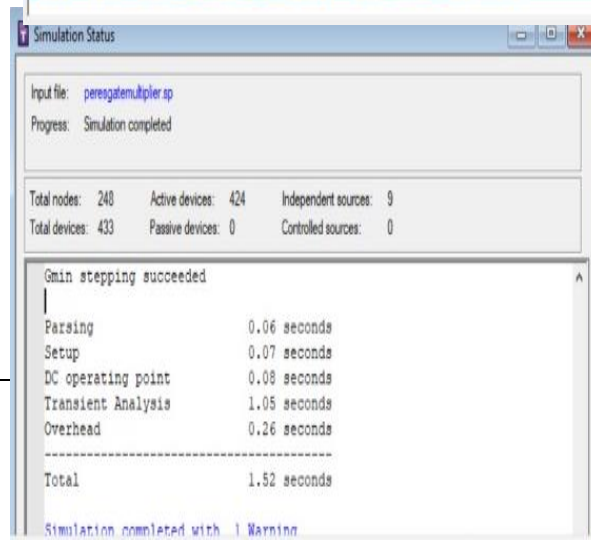 Simulation Status
Input file: peresgatemultipler.sp
Progress: Simulation completed
Total nodes: 248 Active devices: 424 Independent sources: 9
Total devices: 433 Passive devices: 0 Controlled sources: 0
Gmin stepping succeeded
Parsing 0.06 seconds
Setup 0.07 seconds
DC operating point 0.08 seconds
Transient Analysis 1.05 seconds
Overhead 0.26 seconds
-----------------------------------------
Total 1.52 seconds
Simulation completed with 1 Warning